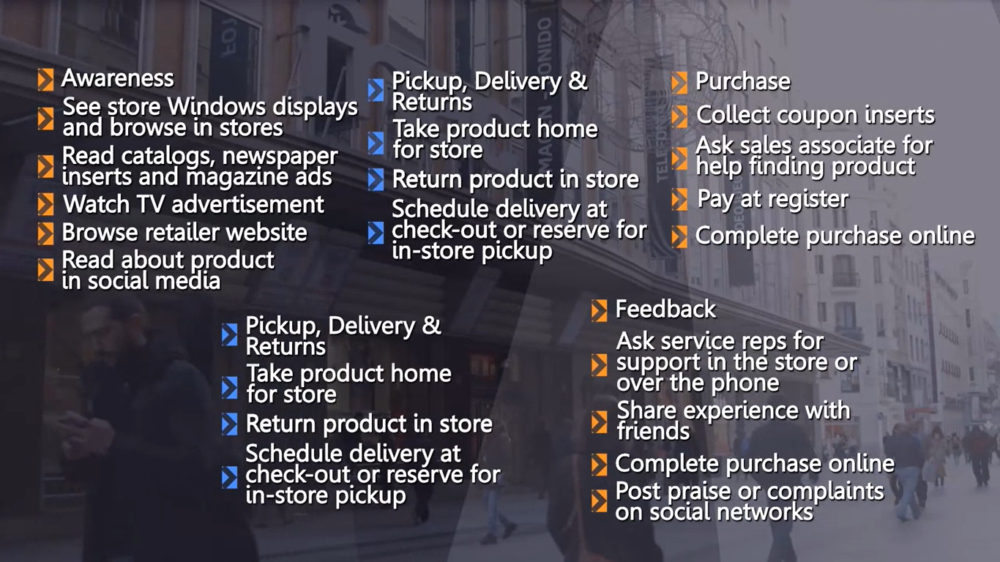 Awareness
See store Windows displays
and browse in stores
Read catalogs, newspaper
inserts and magazine ads
Watch TV advertisement
Browse retailer website
Read about product
in social media
Pickup, Delivery &
Returns
Take product home
for store
Return product in store
Schedule delivery at
check-out or reserve for
in-store pickup
Purchase
Collect coupon inserts
Ask sales associate for
help finding product
Pay at register
Complete purchase online
Pickup, Delivery &
Returns
Take product home
for store
Return product in store
Schedule delivery at
check-out or reserve for
in-store pickup
Feedback
Ask service reps for
support in the store or
over the phone
Share experience with
friends
Complete purchase online
Post praise or complaints
on social networks